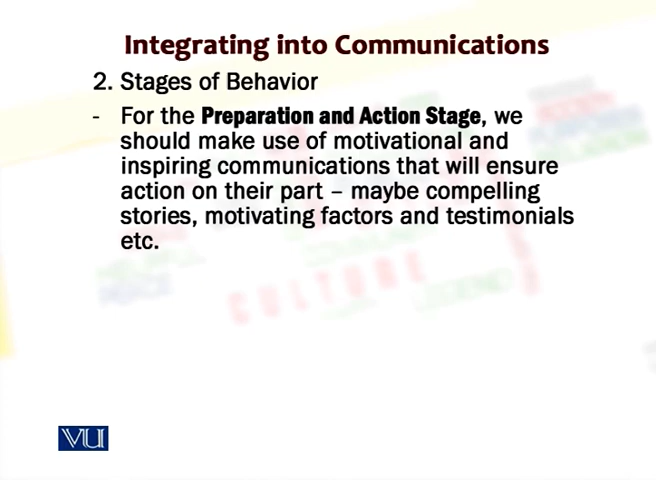 Integrating into Communications
2. Stages of Behavior
- For the Preparation and Action Stage, we
should make use of motivational and
inspiring communications that will ensure
action on their part – maybe compelling
stories, motivating factors and testimonials
etc.
CULTURE
VU